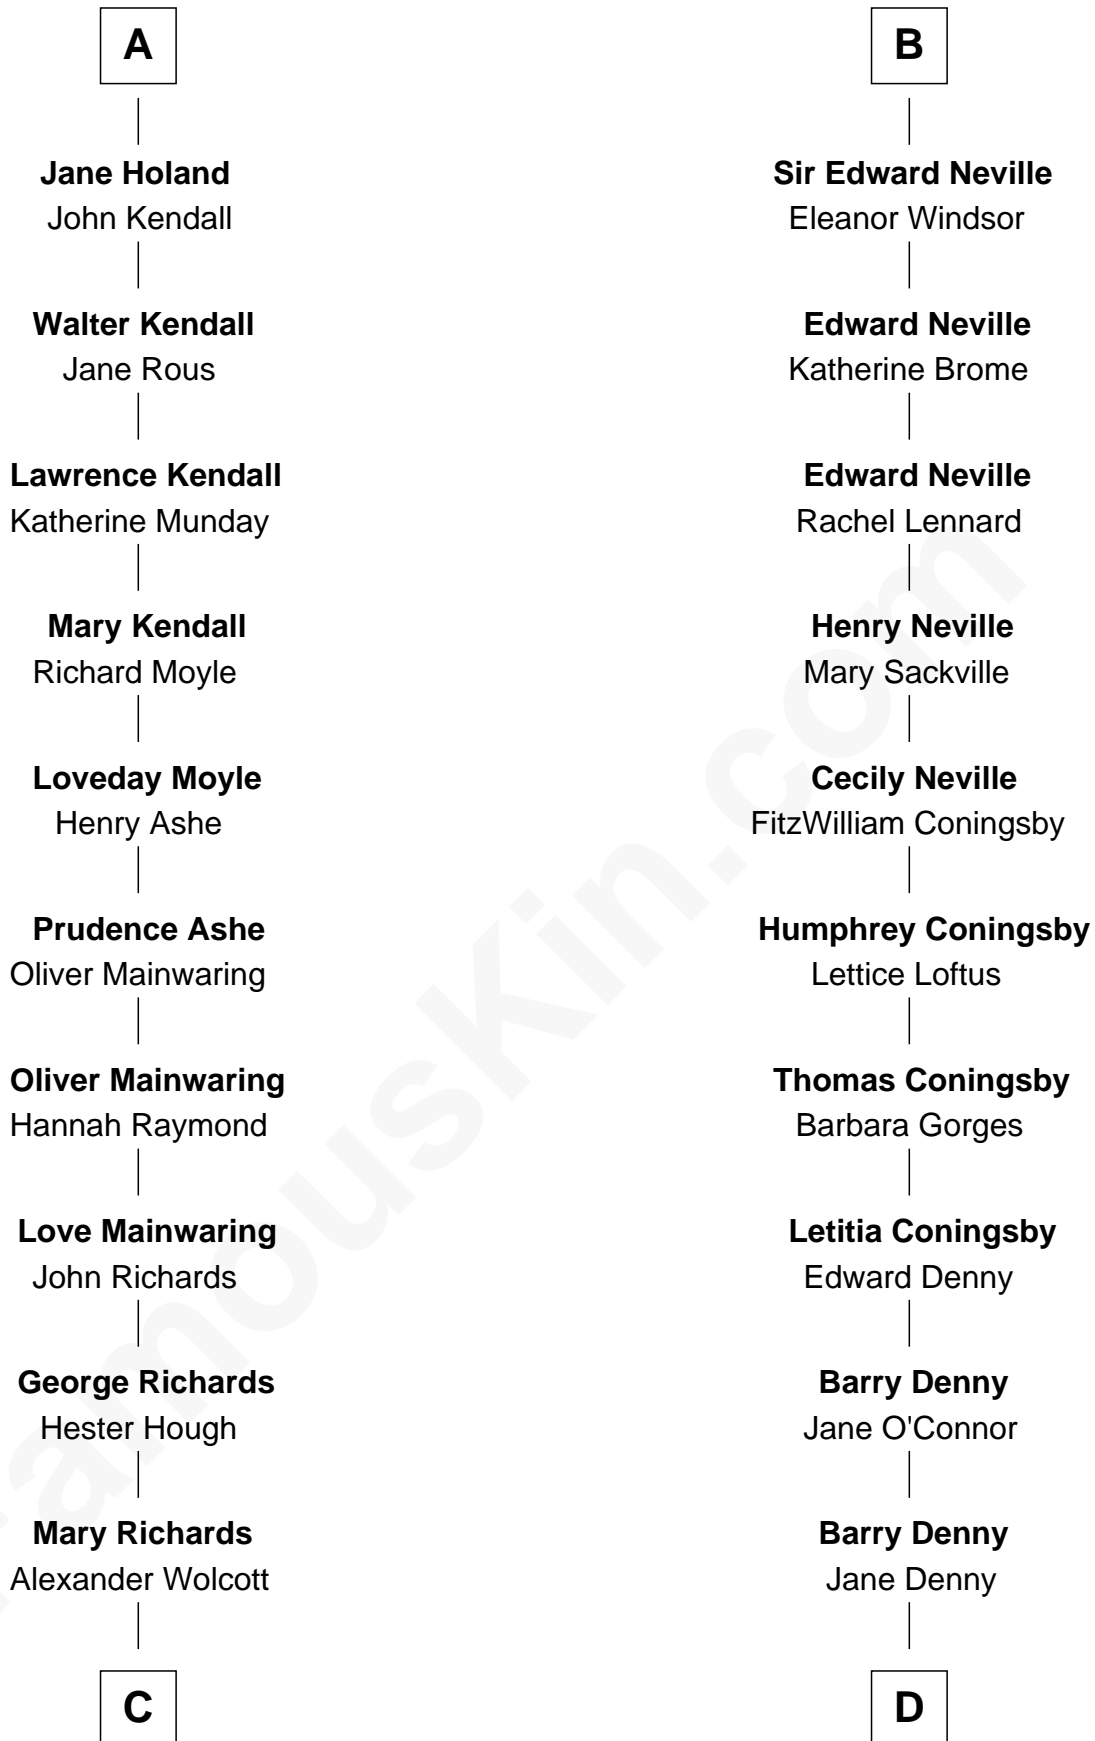 A
Jane Holand
John Kendall
Walter Kendall
Jane Rous
Lawrence Kendall
Katherine Munday
Mary Kendall
Richard Moyle
Loveday Moyle
Henry Ashe
Prudence Ashe
Oliver Mainwaring
Oliver Mainwaring
Hannah Raymond
Love Mainwaring
John Richards
George Richards
Hester Hough
Mary Richards
Alexander Wolcott
C
B
Sir Edward Neville
Eleanor Windsor
Edward Neville
Katherine Brome
Edward Neville
Rachel Lennard
Henry Neville
Mary Sackville
Cecily Neville
FitzWilliam Coningsby
Humphrey Coningsby
Lettice Loftus
Thomas Coningsby
Barbara Gorges
Letitia Coningsby
Edward Denny
Barry Denny
Jane O'Connor
Barry Denny
Jane Denny
D
FamousKin.com